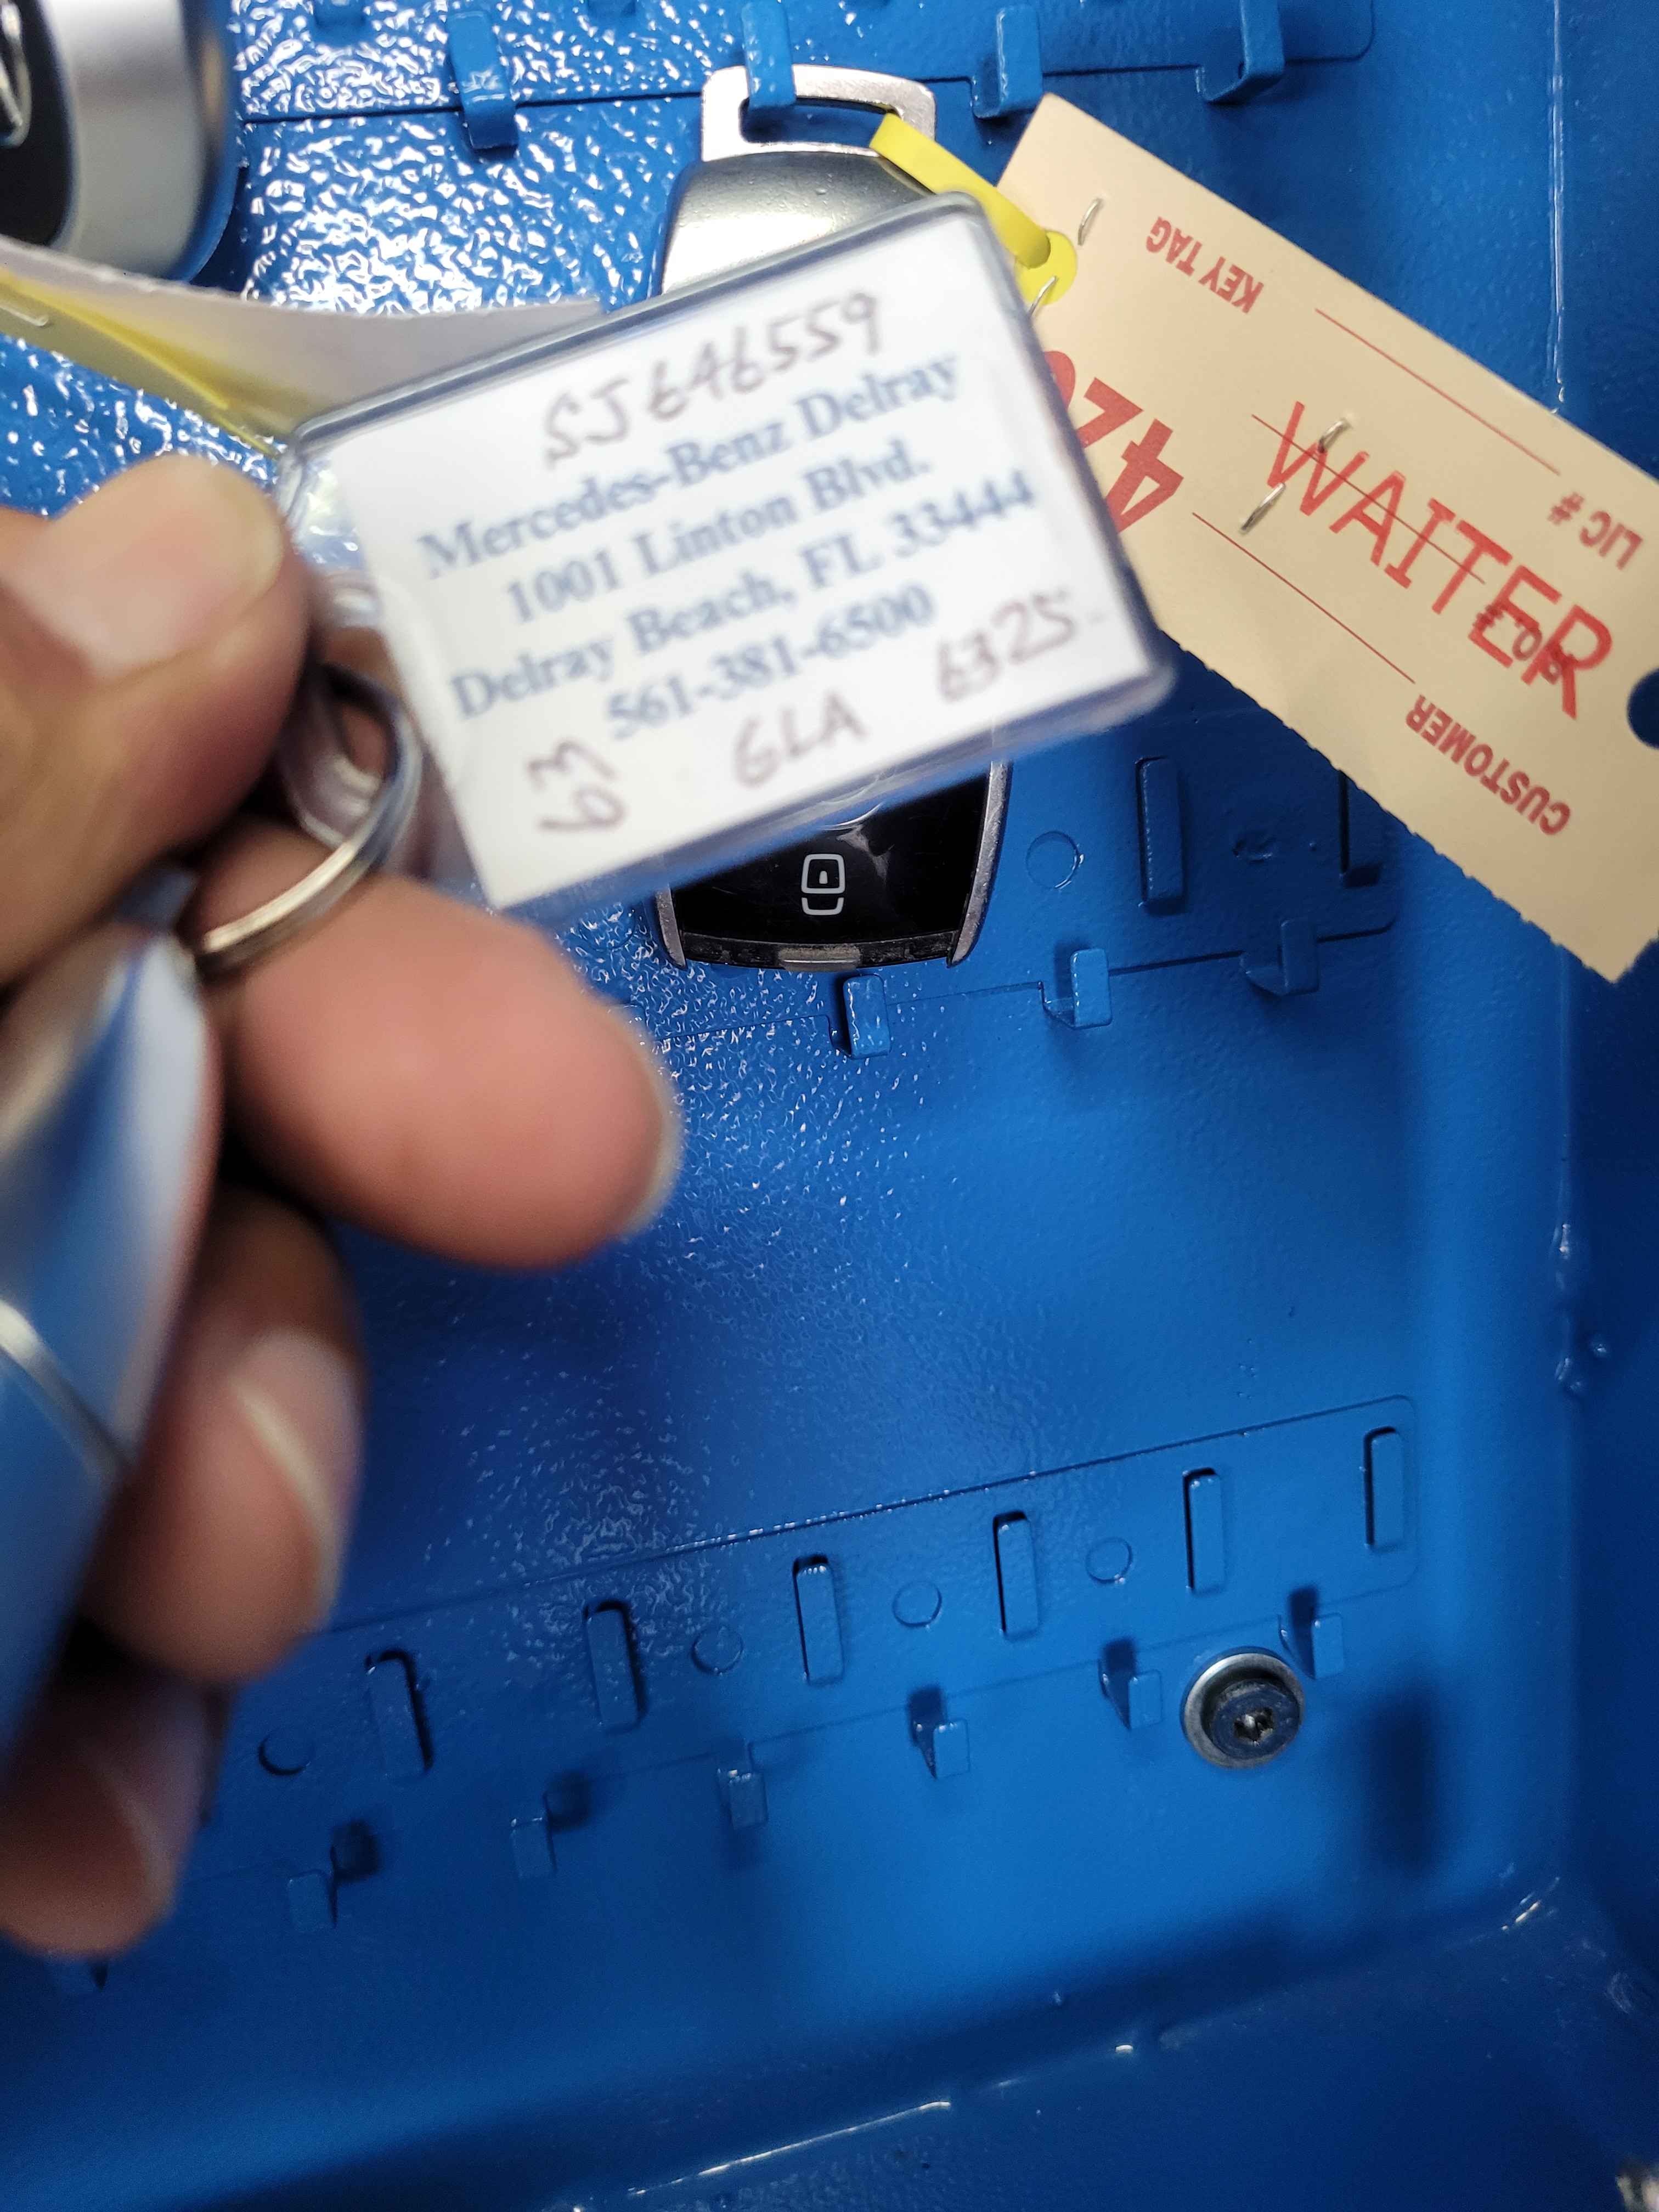 SJ6A6559
Mercedes-Benz Delray
1001 Linton Blvd.
Delray Beach, FL 33444
561-381-6500
63
GLA 6325
KEY TAG
LIC #
WAITER
CUSTOMER